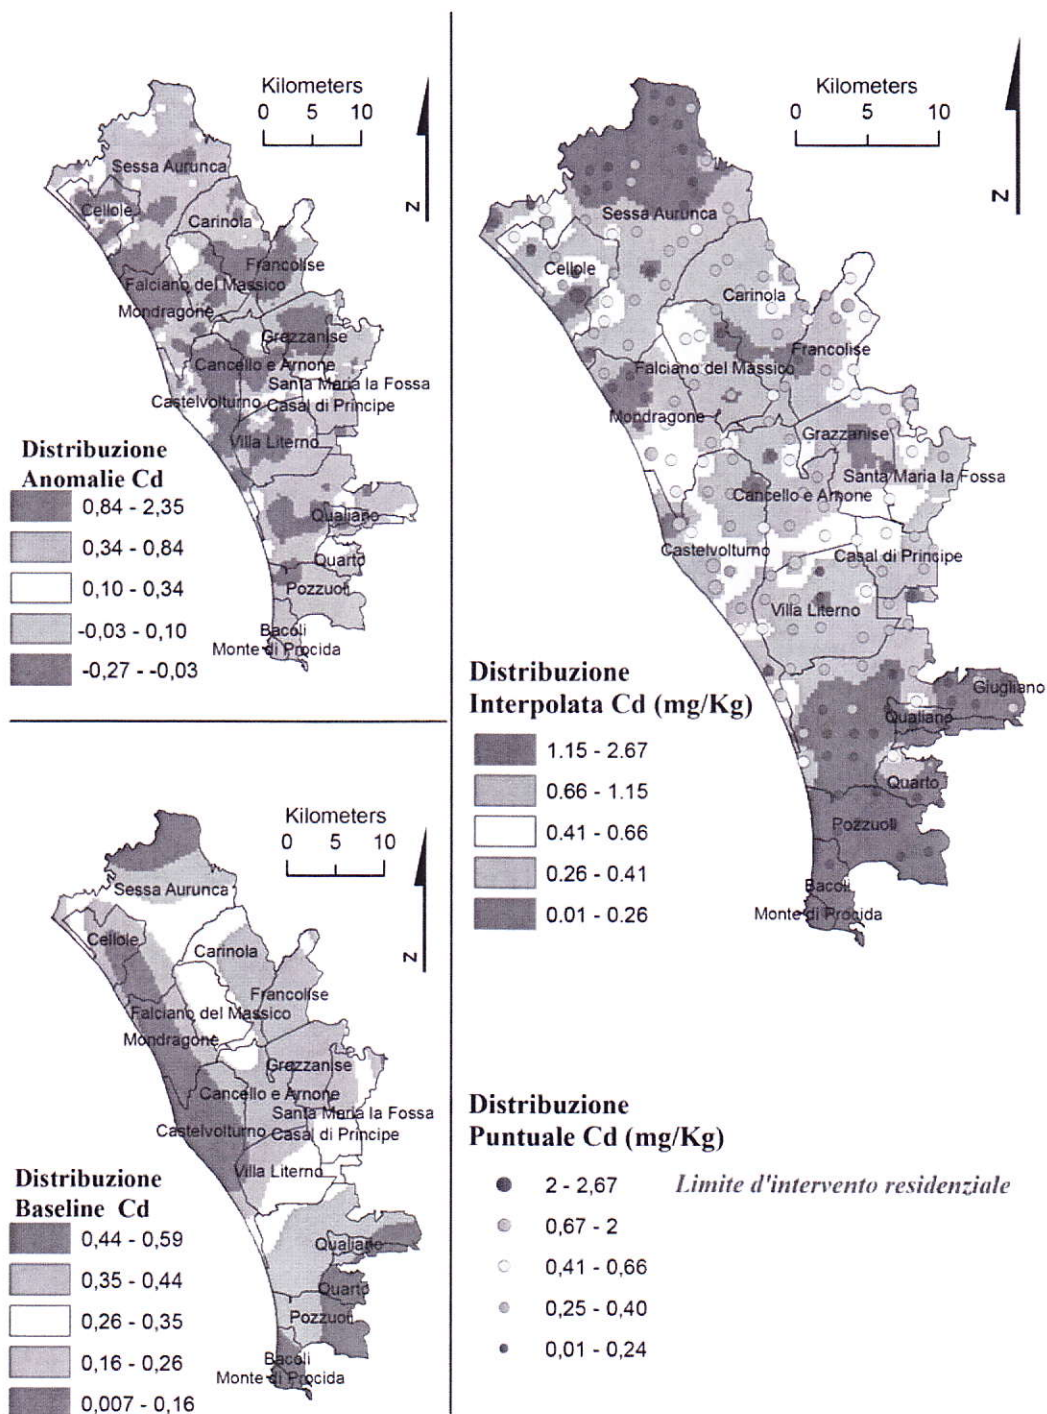 Kilometers
0 5 10
N
Sessa Aurunca
Cellole
Carinola
Francolise
Falciano del Massico
Mondragone
Grazzanise
Cancello e Arnone
Santa Maria la Fossa
Castelvolturno
Casal di Principe
Villa Literno
Qualiano
Quarto
Pozzuoli
Bacoli
Monte di Procida
Distribuzione
Anomalie Cd
0,84 - 2,35
0,34 - 0,84
0,10 - 0,34
-0,03 - 0,10
-0,27 - -0,03
Kilometers
0 5 10
N
Sessa Aurunca
Cellole
Carinola
Francolise
Falciano del Massico
Mondragone
Grazzanise
Cancello e Arnone
Santa Maria la Fossa
Castelvolturno
Casal di Principe
Villa Literno
Qualiano
Quarto
Pozzuoli
Bacoli
Monte di Procida
Distribuzione
Baseline Cd
0,44 - 0,59
0,35 - 0,44
0,26 - 0,35
0,16 - 0,26
0,007 - 0,16
Kilometers
0 5 10
N
Sessa Aurunca
Cellole
Carinola
Francolise
Falciano del Massico
Mondragone
Grazzanise
Santa Maria la Fossa
Cancello e Arnone
Castelvolturno
Casal di Principe
Villa Literno
Giugliano
Qualiano
Quarto
Pozzuoli
Bacoli
Monte di Procida
Distribuzione
Interpolata Cd (mg/Kg)
1.15 - 2.67
0.66 - 1.15
0.41 - 0.66
0.26 - 0.41
0.01 - 0.26
Distribuzione
Puntuale Cd (mg/Kg)
2 - 2,67 Limite d'intervento residenziale
0,67 - 2
0,41 - 0,66
0,25 - 0,40
0,01 - 0,24